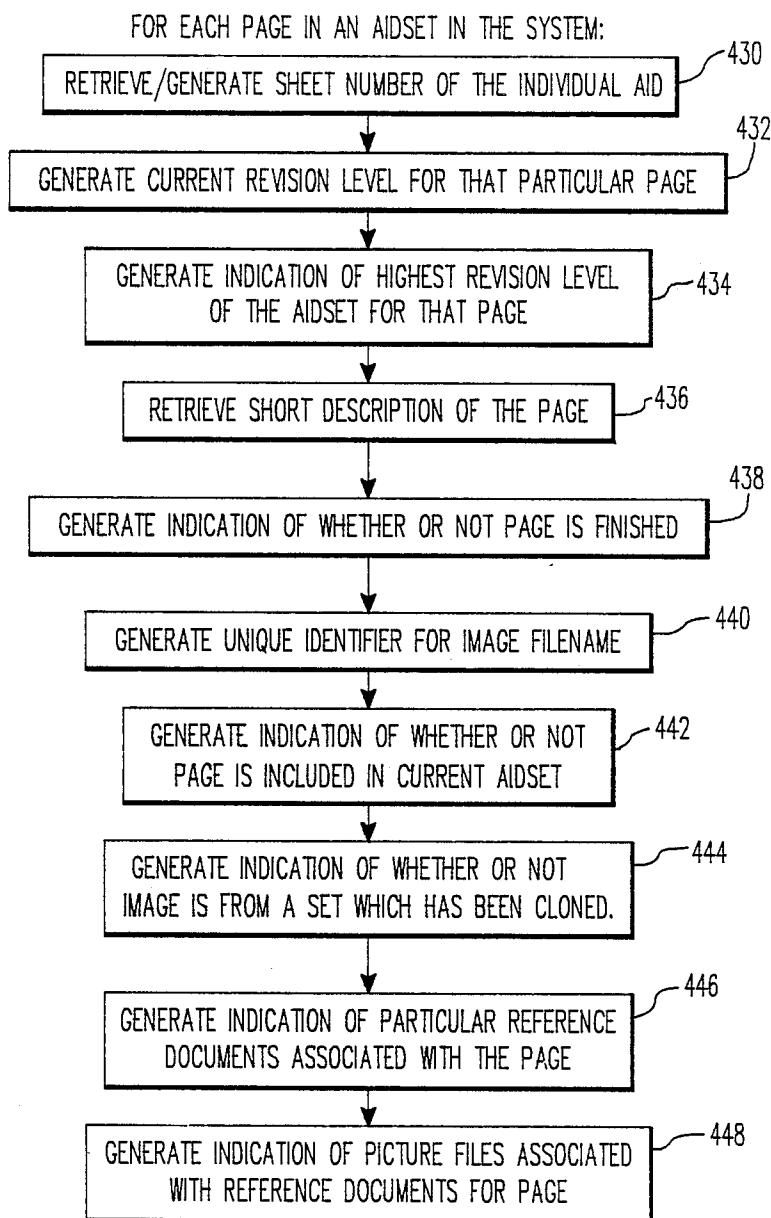 FOR EACH PAGE IN AN AIDSET IN THE SYSTEM:
430
RETRIEVE/GENERATE SHEET NUMBER OF THE INDIVIDUAL AID
432
GENERATE CURRENT REVISION LEVEL FOR THAT PARTICULAR PAGE
GENERATE INDICATION OF HIGHEST REVISION LEVEL
OF THE AIDSET FOR THAT PAGE
434
RETRIEVE SHORT DESCRIPTION OF THE PAGE
436
438
GENERATE INDICATION OF WHETHER OR NOT PAGE IS FINISHED
GENERATE UNIQUE IDENTIFIER FOR IMAGE FILENAME
440
GENERATE INDICATION OF WHETHER OR NOT
PAGE IS INCLUDED IN CURRENT AIDSET
442
GENERATE INDICATION OF WHETHER OR NOT
IMAGE IS FROM A SET WHICH HAS BEEN CLONED.
444
GENERATE INDICATION OF PARTICULAR REFERENCE
DOCUMENTS ASSOCIATED WITH THE PAGE
446
GENERATE INDICATION OF PICTURE FILES ASSOCIATED
WITH REFERENCE DOCUMENTS FOR PAGE
448